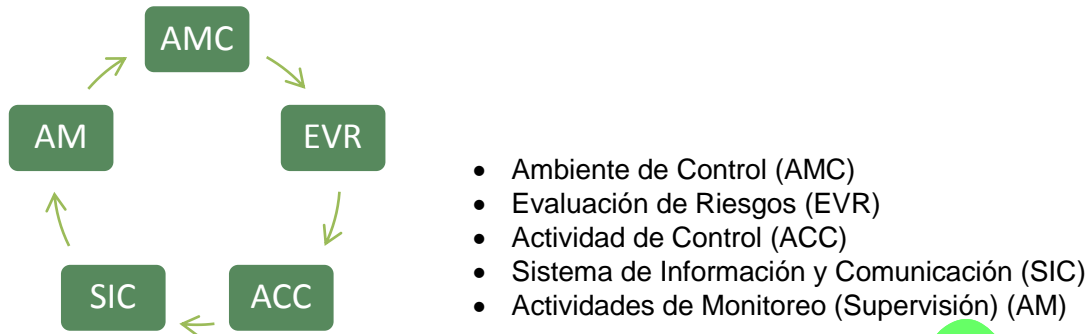 AMC
AM
EVR
SIC
ACC
• Ambiente de Control (AMC)
• Evaluación de Riesgos (EVR)
• Actividad de Control (ACC)
• Sistema de Información y Comunicación (SIC)
• Actividades de Monitoreo (Supervisión) (AM)